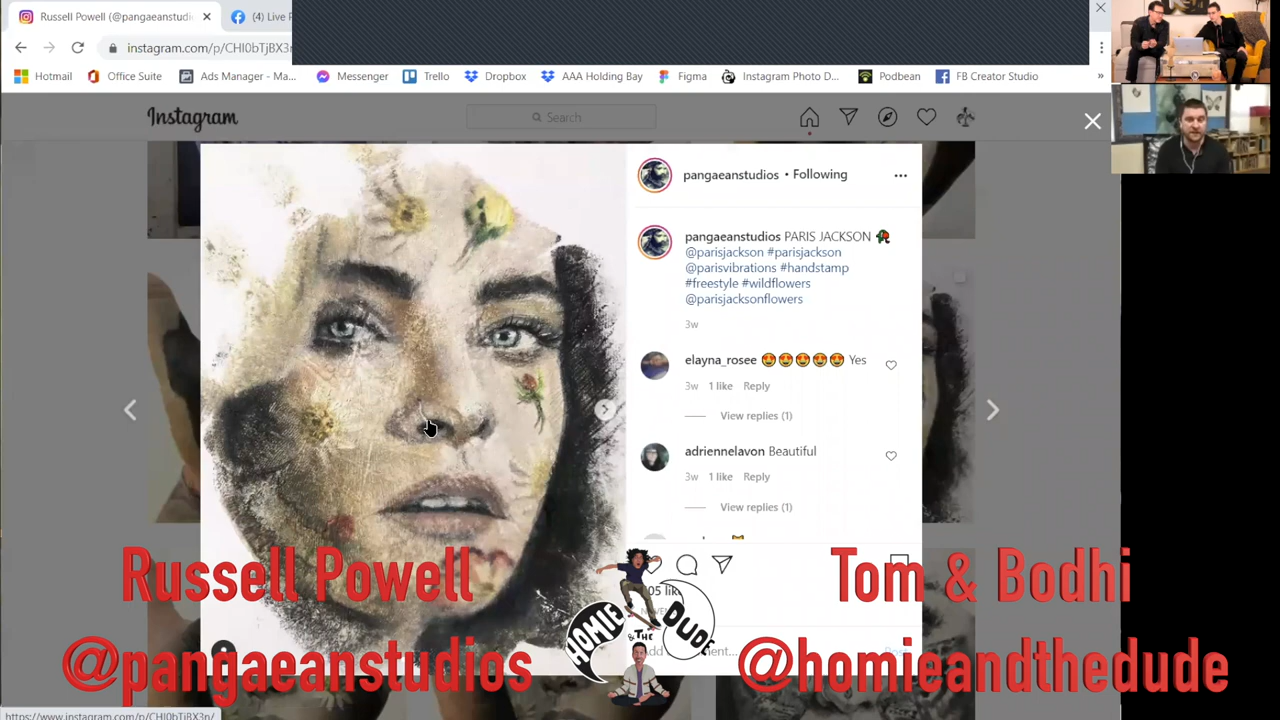 Russell Powell (@pangaeanstudi
(4) Live P
instagram.com/p/CHI0bTjBX3n
Hotmail
Office Suite
Ads Manager - Ma...
Messenger
Trello
Dropbox
AAA Holding Bay
Figma
Instagram Photo D...
Podbean
FB Creator Studio
»
Instagram
Search
pangaeanstudios • Following
pangaeanstudios PARIS JACKSON
@parisjackson #parisjackson
@parisvibrations #handstamp
#freestyle #wildflowers
@parisjacksonflowers
3w
elayna_rosee 😍😍😍😍😍 Yes
3w 1 like Reply
View replies (1)
adriennelavon Beautiful
3w 1 like Reply
View replies (1)
Russell Powell
@pangaeanstudios
HOMIE
& THE
DUDE
Tom & Bodhi
@homieandthedude
https://www.instagram.com/p/CHI0bTjBX3n/